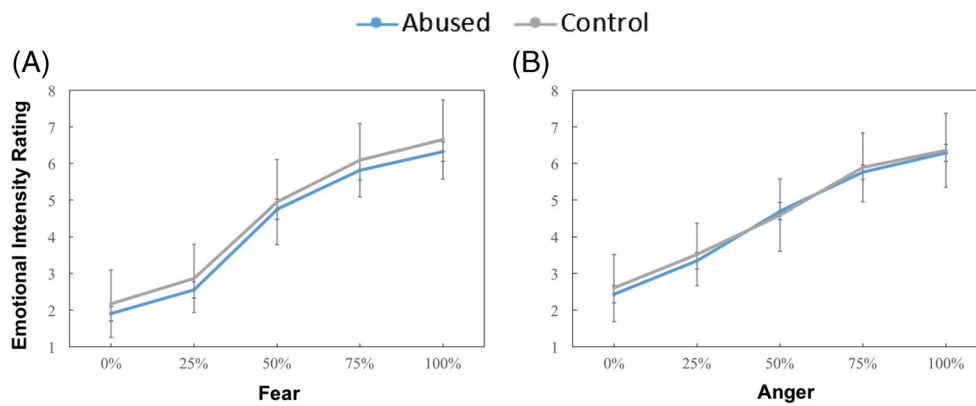 Abused Control
(A) (B)
Emotional Intensity Rating
8 8
7 7
6 6
5 5
4 4
3 3
2 2
1 1
0% 25% 50% 75% 100% 0% 25% 50% 75% 100%
Fear Anger